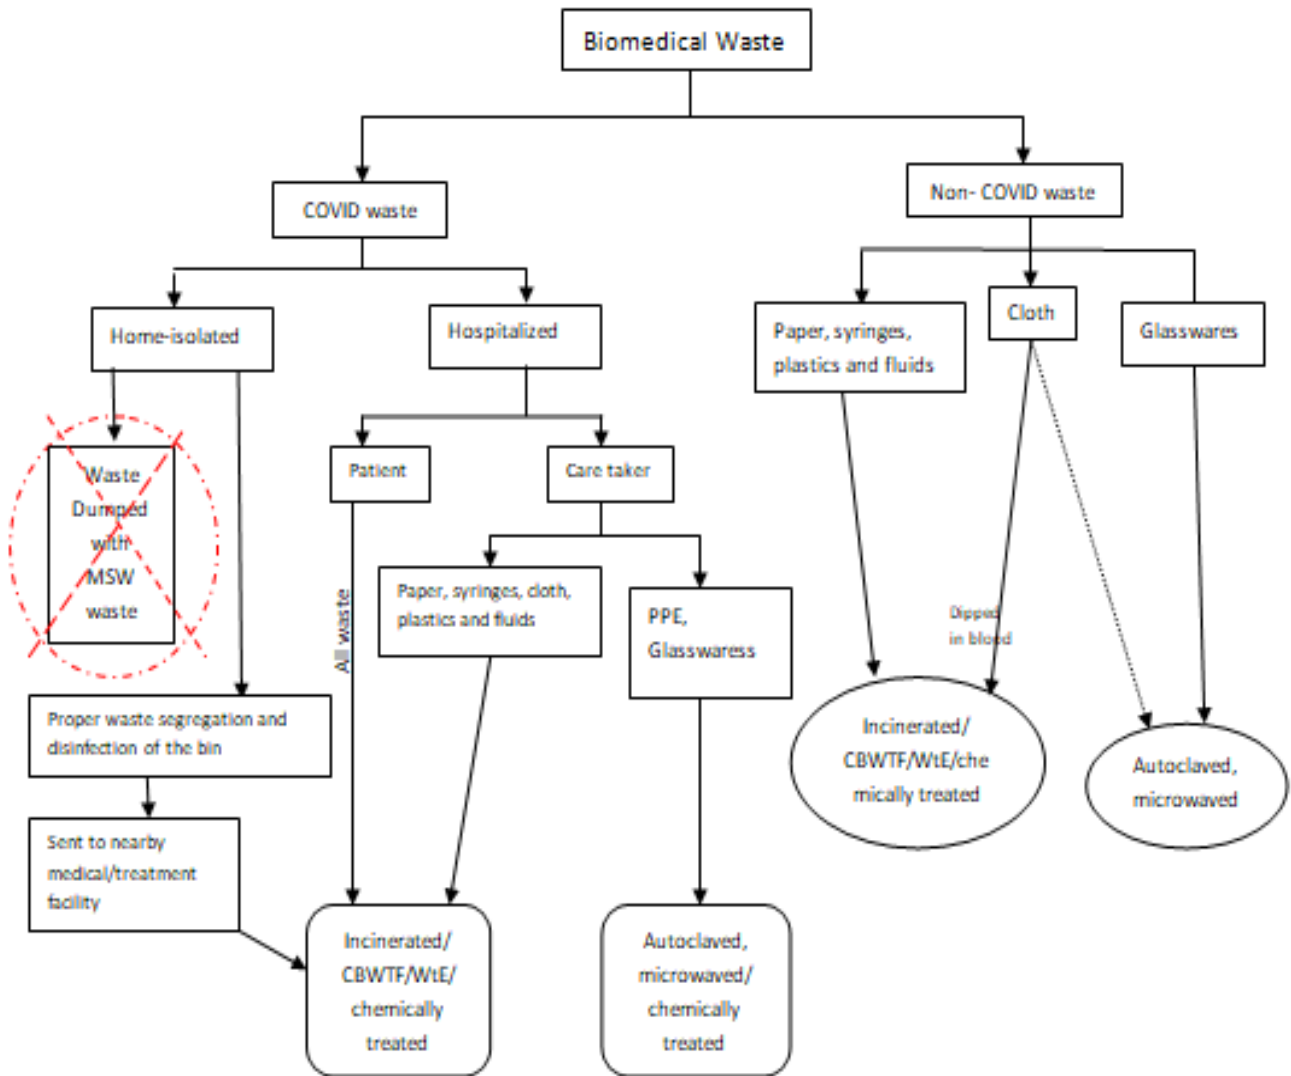 Biomedical Waste
COVID waste
Non- COVID waste
Home-isolated
Hospitalized
Paper, syringes,
plastics and fluids
Cloth
Glasswares
Waste
Dumped
with
MSW
waste
Patient
Care taker
All waste
Paper, syringes, cloth,
plastics and fluids
PPE,
Glasswaress
Dipped
in blood
Proper waste segregation and
disinfection of the bin
Incinerated/
CBWTF/WtE/che
mically treated
Autoclaved,
microwaved
Sent to nearby
medical/treatment
facility
Incinerated/
CBWTF/WtE/
chemically
treated
Autoclaved,
microwaved/
chemically
treated